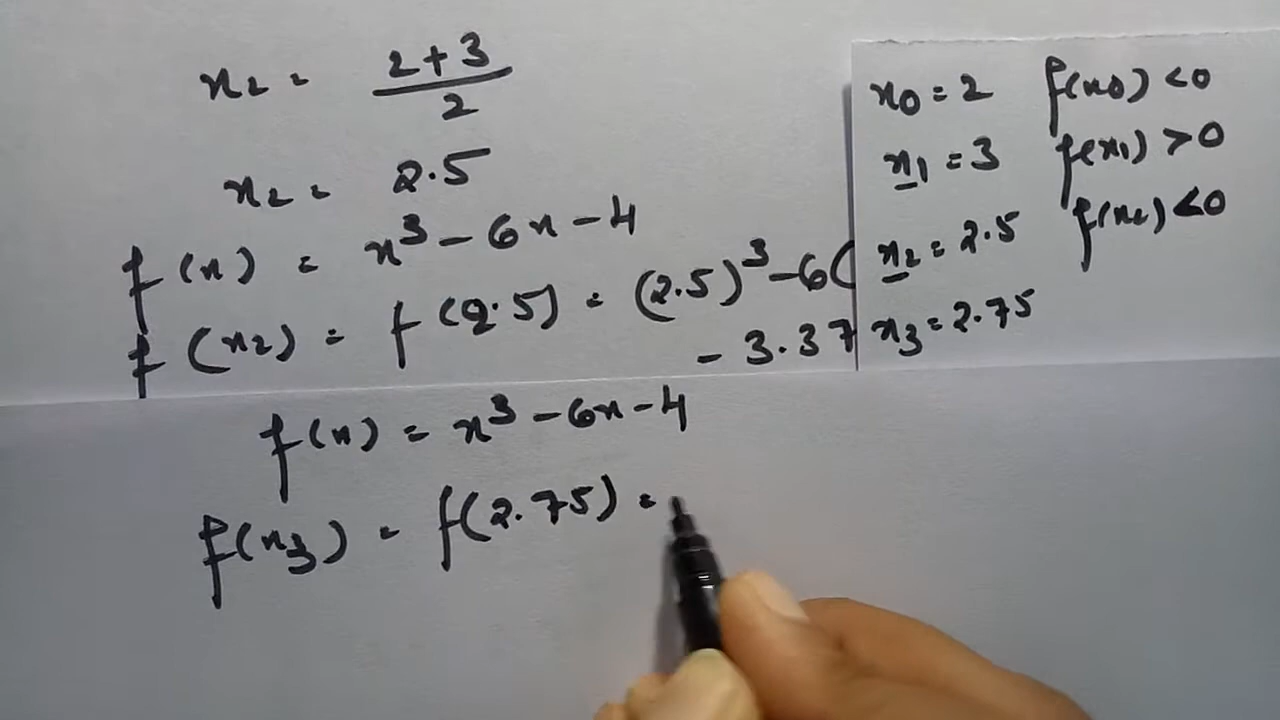 x2 = 2+3
2
x2 = 2.5
f(x) = x³ - 6x - 4
f(x2) = f(2.5) = (2.5)³ - 6(
- 3.37
f(x) = x³ - 6x - 4
f(x3) = f(2.75) =
x0 = 2 f(x0) < 0
x1 = 3 f(x1) > 0
x2 = 2.5 f(x2) < 0
x3 = 2.75